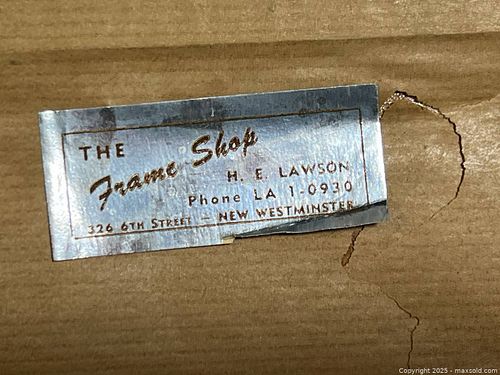 THE
Frame Shop
H. E. LAWSON
Phone LA 1-0930
326 6TH STREET — NEW WESTMINSTER
Copyright 2025 - maxsold.com